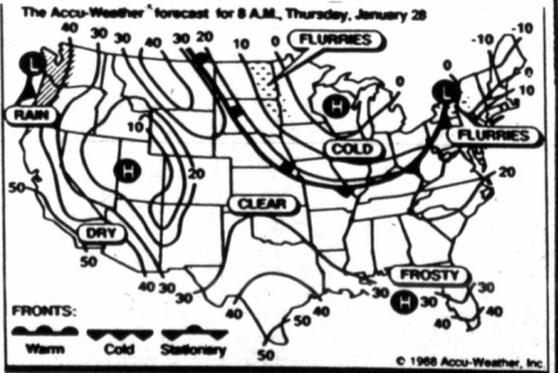 The Accu-Weather forecast for 8 A.M., Thursday, January 28
40 30 30 40 30 20 10 0 FLURRIES -10 -10
L
RAIN
0
0
0
10
L
H
FLURRIES
10
COLD
H
20
20
50
CLEAR
DRY
50
FROSTY
40 30 30
30 H 30 30
40 40
40 50 40
50
FRONTS:
Warm Cold Stationary
© 1988 Accu-Weather, Inc.